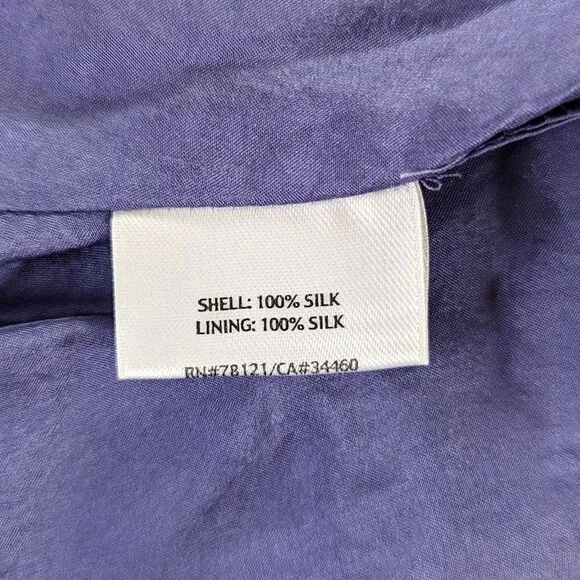 SHELL: 100% SILK
LINING: 100% SILK
RN#78121/CA#34460